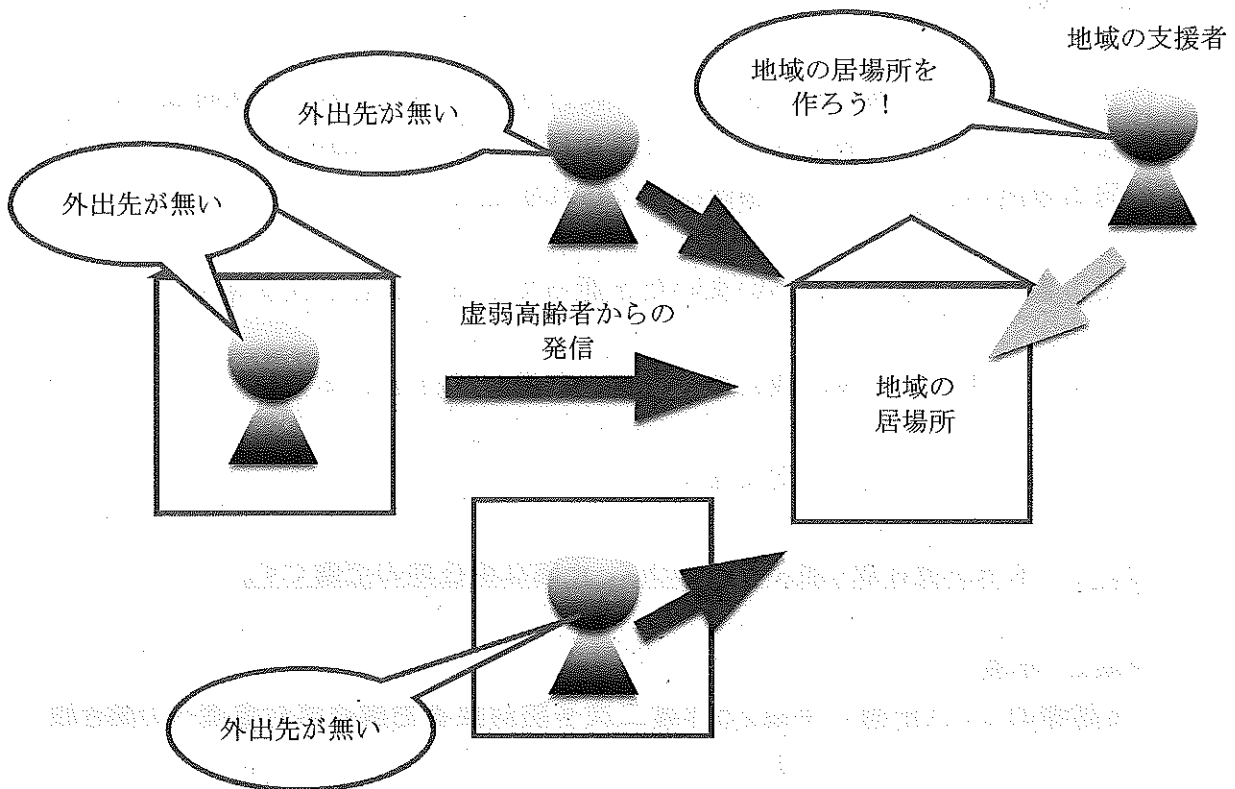 地域の支援者
地域の居場所を
作ろう！
外出先が無い
外出先が無い
虚弱高齢者からの
発信
地域の
居場所
外出先が無い